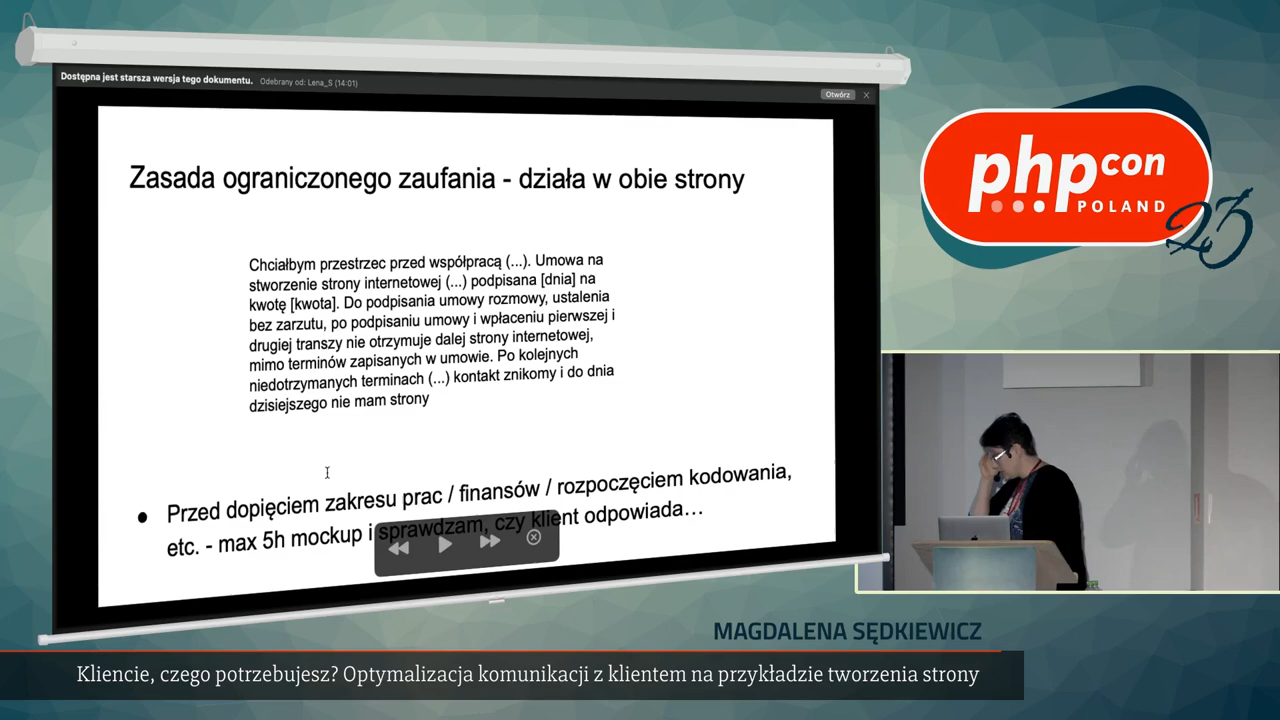 Dostępna jest starsza wersja tego dokumentu. Odebrany od: Lena_S (14:01)
Otwórz
Zasada ograniczonego zaufania - działa w obie strony
Chciałbym przestrzec przed współpracą (...). Umowa na
stworzenie strony internetowej (...) podpisana [dnia] na
kwotę [kwota]. Do podpisania umowy rozmowy, ustalenia
bez zarzutu, po podpisaniu umowy i wpłaceniu pierwszej i
drugiej transzy nie otrzymuje dalej strony internetowej,
mimo terminów zapisanych w umowie. Po kolejnych
niedotrzymanych terminach (...) kontakt znikomy i do dnia
dzisiejszego nie mam strony
● Przed dopięciem zakresu prac / finansów / rozpoczęciem kodowania,
etc. - max 5h mockup i sprawdzam, czy klient odpowiada…
phpcon
POLAND
23
MAGDALENA SĘDKIEWICZ
Kliencie, czego potrzebujesz? Optymalizacja komunikacji z klientem na przykładzie tworzenia strony